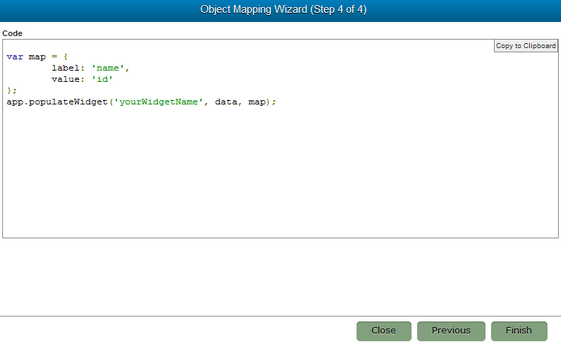 Object Mapping Wizard (Step 4 of 4)
Code
Copy to Clipboard
var map = {
        label: 'name',
        value: 'id'
};
app.populateWidget('yourWidgetName', data, map);
Close Previous Finish